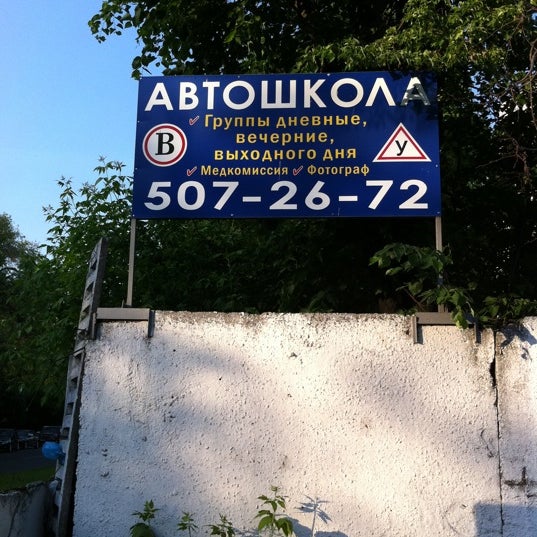 АВТОШКОЛА
Группы дневные,
вечерние,
выходного дня
В
У
Медкомиссия Фотограф
507-26-72